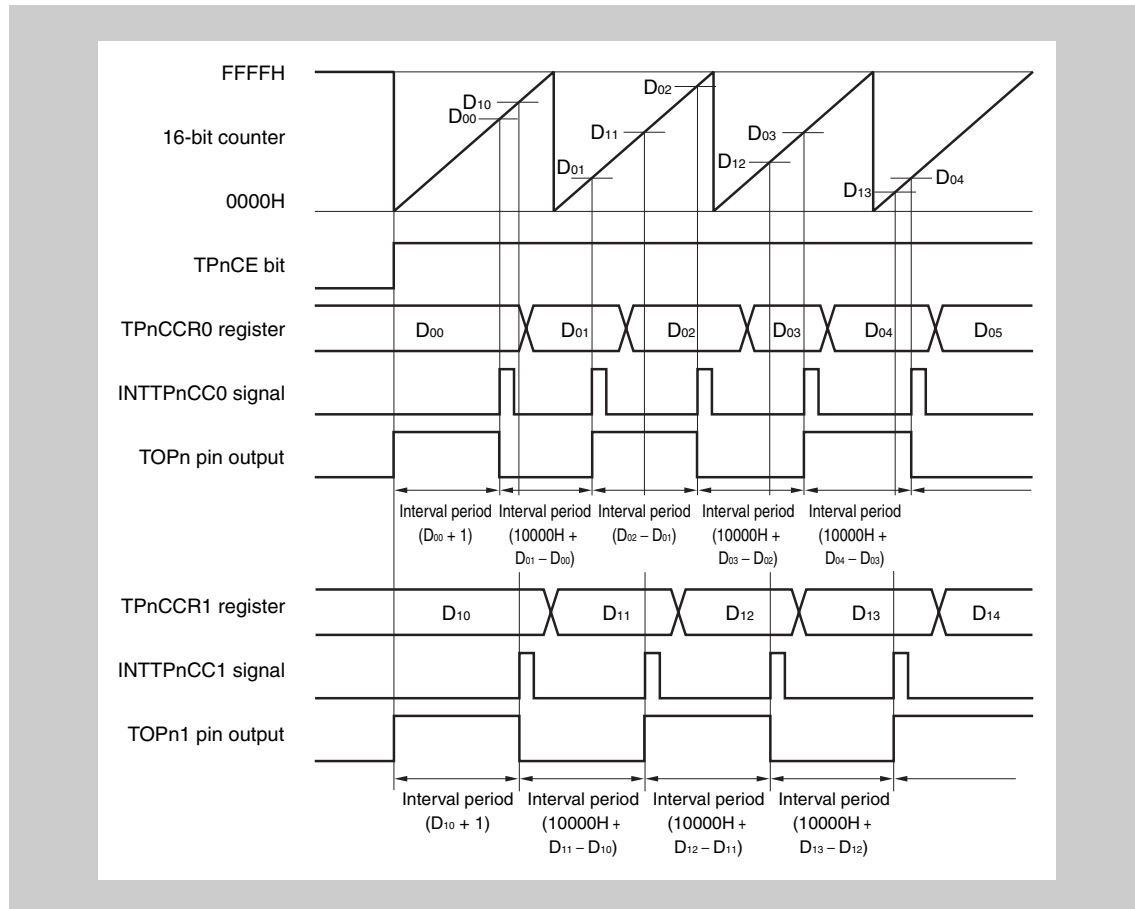 FFFFH
D02
D10
D00
16-bit counter
D11
D03
D12
D01
D04
D13
0000H
TPnCE bit
TPnCCR0 register
D00
D01
D02
D03
D04
D05
INTTPnCC0 signal
TOPn pin output
Interval period
(D00 + 1)
Interval period
(10000H +
D01 – D00)
Interval period
(D02 – D01)
Interval period
(10000H +
D03 – D02)
Interval period
(10000H +
D04 – D03)
TPnCCR1 register
D10
D11
D12
D13
D14
INTTPnCC1 signal
TOPn1 pin output
Interval period
(D10 + 1)
Interval period
(10000H +
D11 – D10)
Interval period
(10000H +
D12 – D11)
Interval period
(10000H +
D13 – D12)